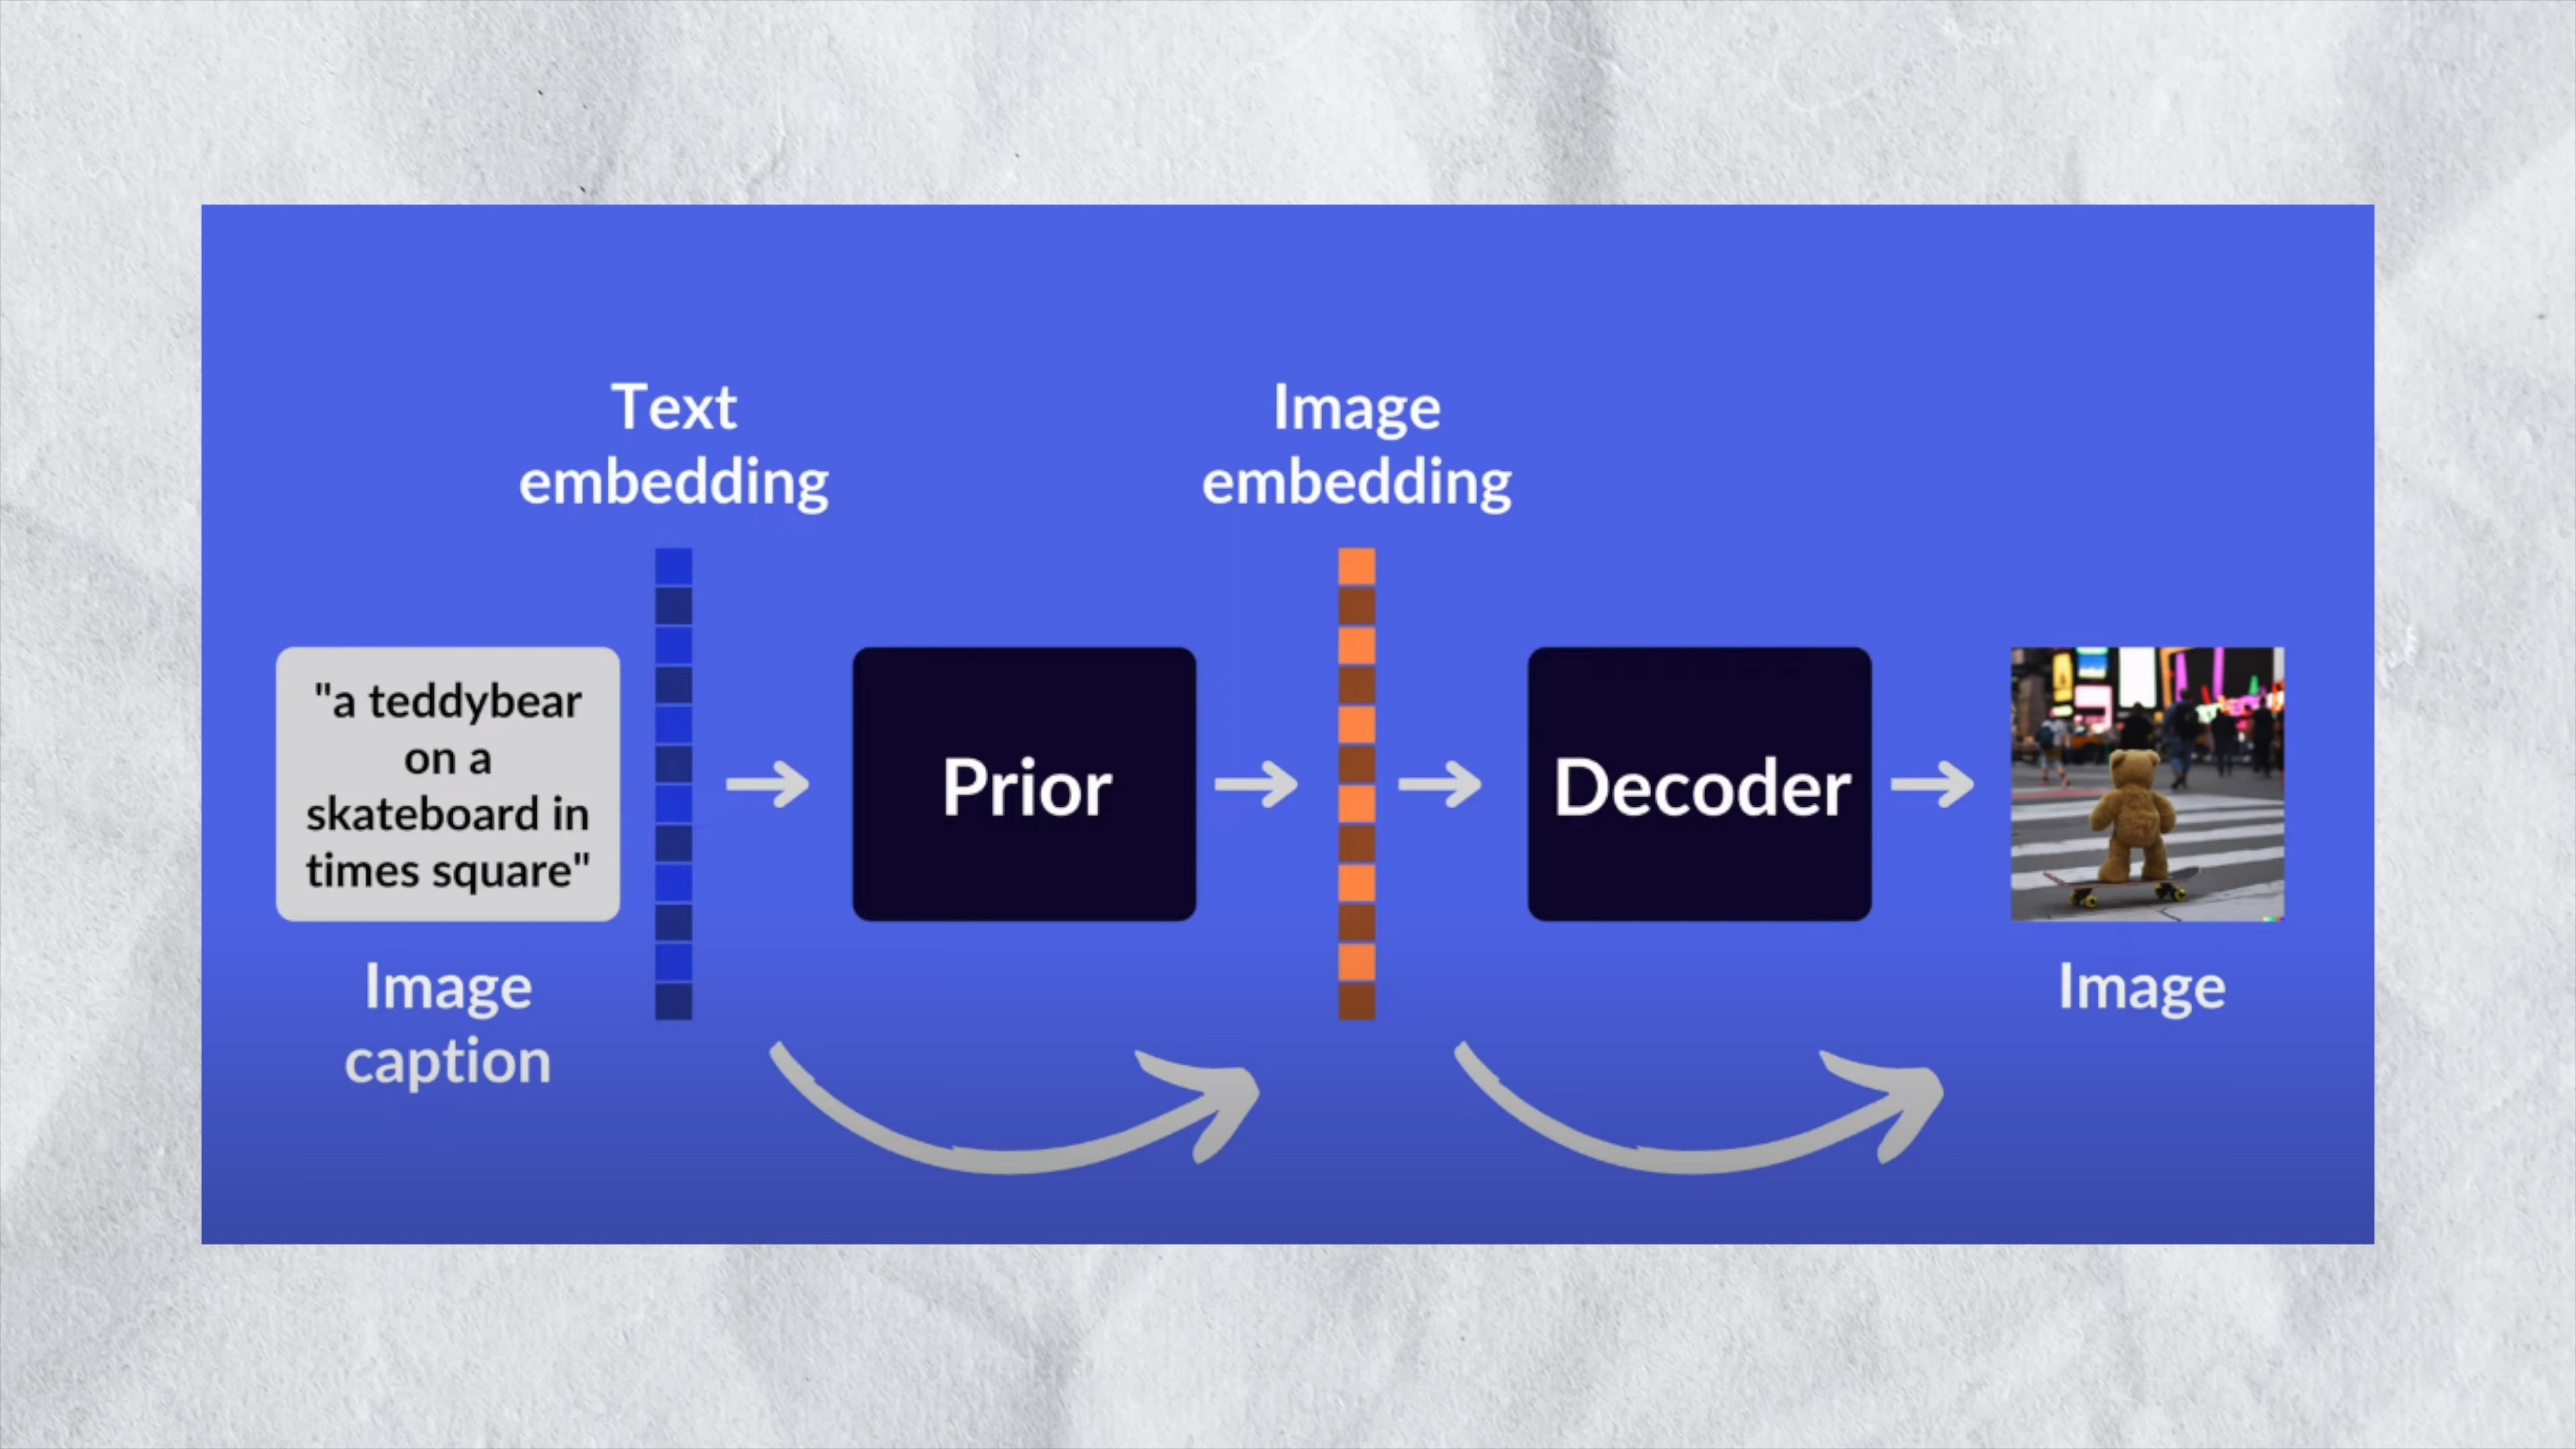 Text
embedding
Image
embedding
"a teddybear
on a
skateboard in
times square"
Prior
Decoder
Image
caption
Image